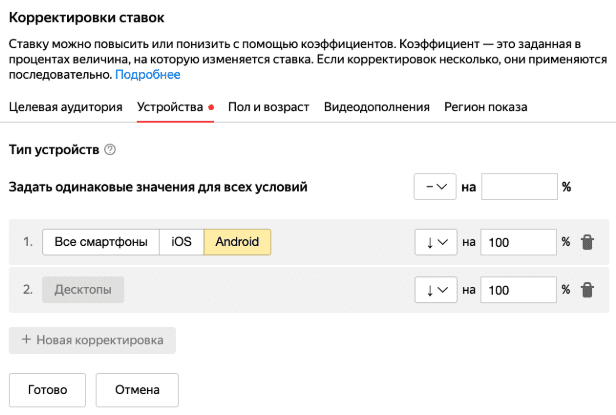 Корректировки ставок
Ставку можно повысить или понизить с помощью коэффициентов. Коэффициент — это заданная в
процентах величина, на которую изменяется ставка. Если корректировок несколько, они применяются
последовательно. Подробнее
Целевая аудитория Устройства Пол и возраст Видеодополнения Регион показа
Тип устройств ?
Задать одинаковые значения для всех условий – на %
1. Все смартфоны iOS Android ↓ на 100 %
2. Десктопы ↓ на 100 %
+ Новая корректировка
Готово Отмена